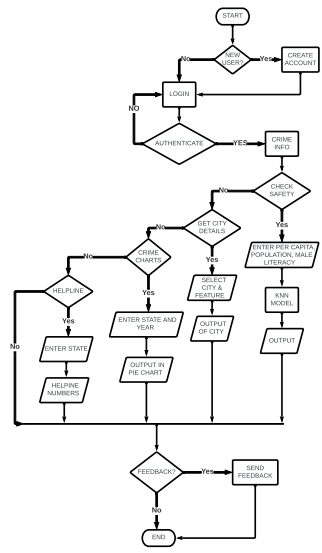 START
NEW
USER?
No
Yes
CREATE
ACCOUNT
LOGIN
NO
AUTHENTICATE
YES
CRIME
INFO
CHECK
SAFETY
No
Yes
GET CITY
DETAILS
No
Yes
ENTER PER CAPITA,
POPULATION, MALE
LITERACY
CRIME
CHARTS
No
Yes
SELECT
CITY &
FEATURE
KNN
MODEL
HELPLINE
No
Yes
ENTER STATE AND
YEAR
OUTPUT
OF CITY
OUTPUT
ENTER STATE
OUTPUT IN
PIE CHART
HELPINE
NUMBERS
FEEDBACK?
Yes
SEND
FEEDBACK
No
END